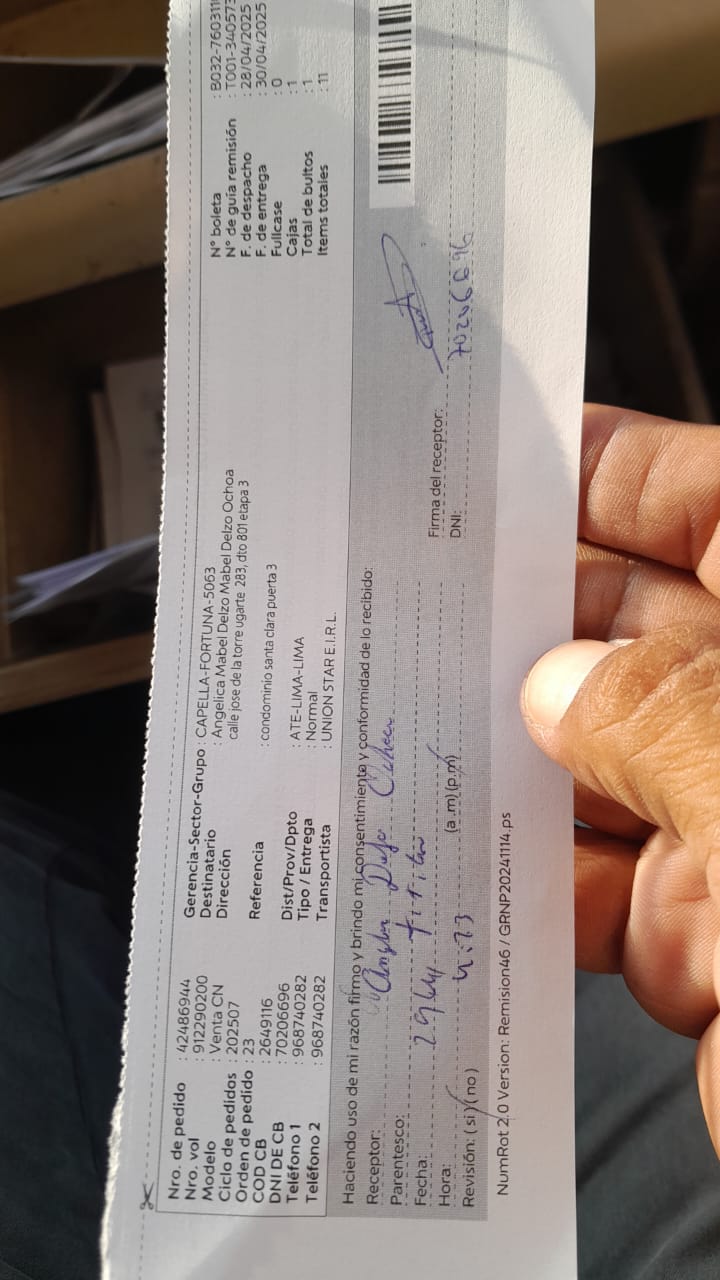 Nro. de pedido : 42486944
Nro. vol : 912290200
Modelo : Venta CN
Ciclo de pedidos : 202507
Orden de pedido : 23
COD CB : 2649116
DNI DE CB : 70206696
Teléfono 1 : 968740282
Teléfono 2 : 968740282
Gerencia-Sector-Grupo : CAPELLA-FORTUNA-5063
Destinatario : Angelica Mabel Delzo Mabel Delzo Ochoa
Dirección calle jose de la torre ugarte 283, dto 801 etapa 3
Referencia : condominio santa clara puerta 3
Dist/Prov/Dpto : ATE-LIMA-LIMA
Tipo / Entrega : Normal
Transportista : UNION STAR E.I.R.L.
N° boleta : B032-760311
N° de guía remisión : T001-340573
F. de despacho : 28/04/2025
F. de entrega : 30/04/2025
Fullcase : 0
Cajas : 1
Total de bultos : 1
Items totales : 11
Haciendo uso de mi razón firmo y brindo mi consentimiento y conformidad de lo recibido:
Receptor: Ochoa
Parentesco: titular
Fecha:
Hora: (a.m)(p.m)
Revisión: (si)(no)
Firma del receptor:
DNI: 70206696
NumRot 2.0 Version: Remision46 / GRNP20241114.ps